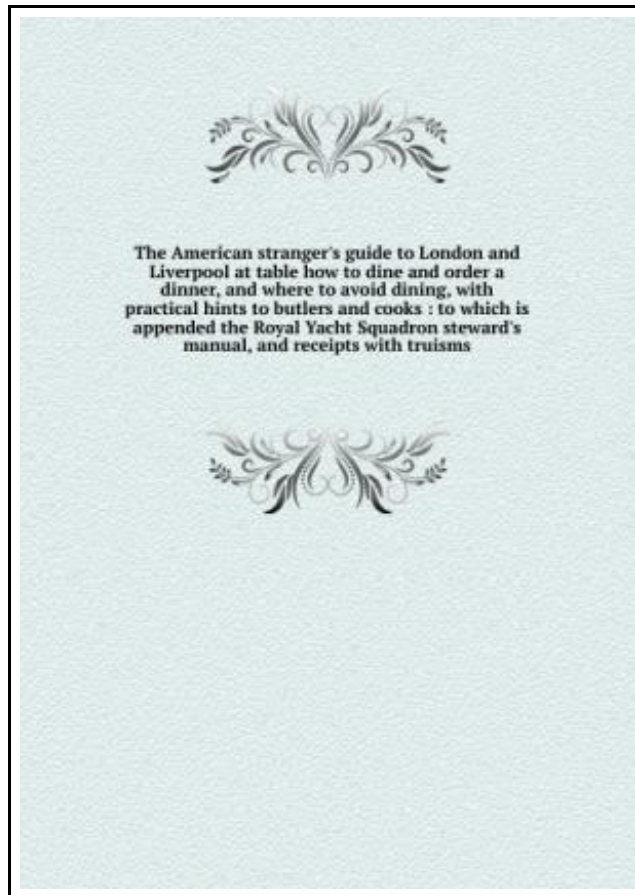 The American stranger's guide to London and
Liverpool at table how to dine and order a
dinner, and where to avoid dining, with
practical hints to butlers and cooks : to which is
appended the Royal Yacht Squadron steward's
manual, and receipts with truisms